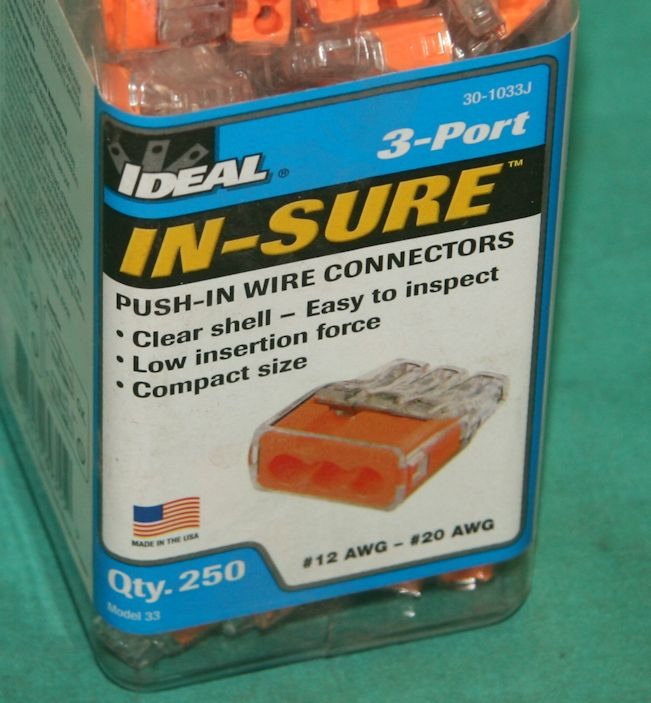 30-1033J
3-Port
IDEAL®
IN-SURE™
PUSH-IN WIRE CONNECTORS
• Clear shell – Easy to inspect
• Low insertion force
• Compact size
MADE IN THE USA
#12 AWG – #20 AWG
Qty. 250
Model 33